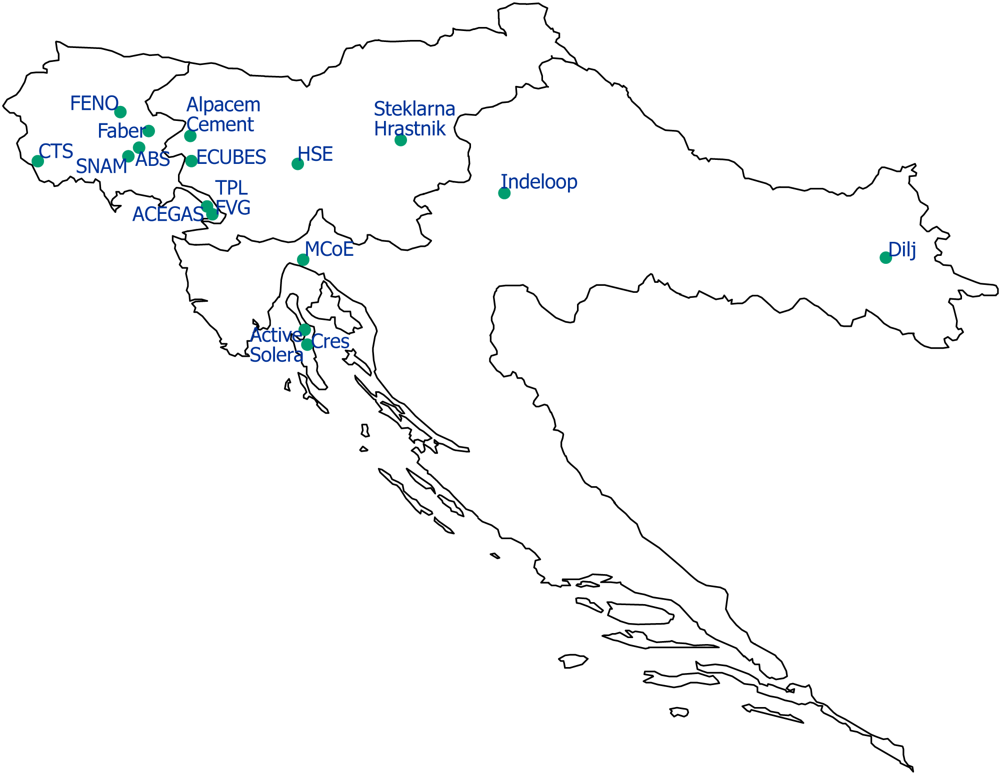 FENO
Alpacem
Cement
Steklarna
Hrastnik
Faber
CTS
SNAM
ABS
ECUBES
HSE
Indeloop
TPL
FVG
ACEGAS
MCoE
Dilj
Active
Solera
Cres